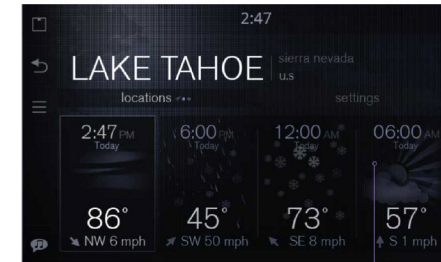 2:47
LAKE TAHOE
sierra nevada
u.s
locations
settings
2:47 PM
Today
86°
NW 6 mph
6:00 PM
Today
45°
SW 50 mph
12:00 AM
Today
73°
SE 8 mph
06:00 AM
Today
57°
S 1 mph